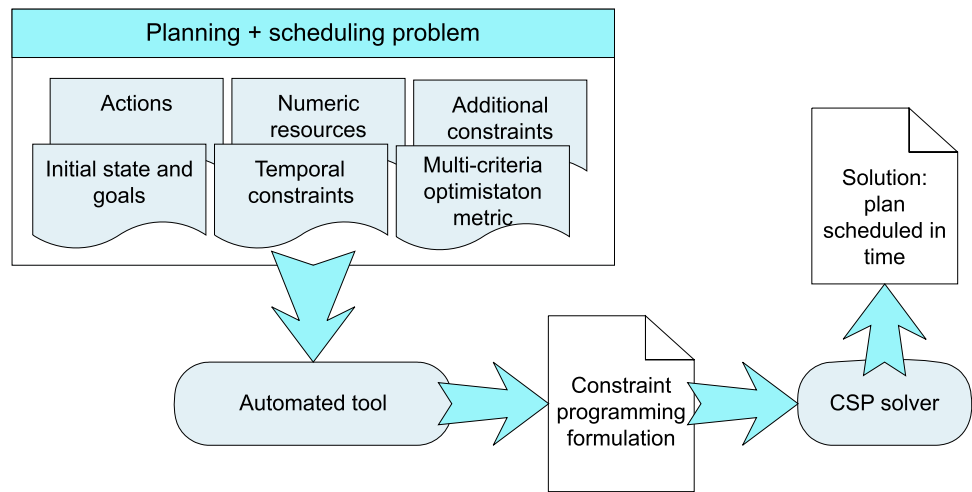 Planning + scheduling problem
Actions
Numeric
resources
Additional
constraints
Initial state and
goals
Temporal
constraints
Multi-criteria
optimistaton
metric
Automated tool
Constraint
programming
formulation
CSP solver
Solution:
plan
scheduled in
time